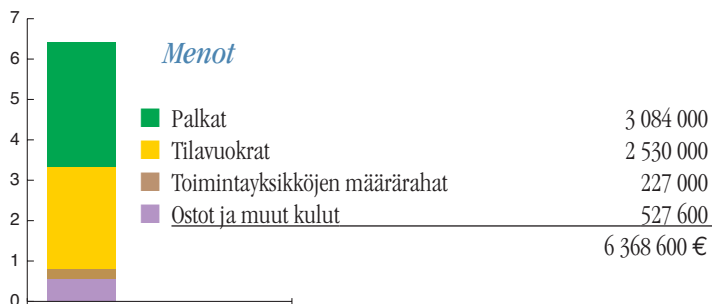 7
6
5
4
3
2
1
0
Menot
Palkat 3 084 000
Tilavuokrat 2 530 000
Toimintayksikköjen määrärahat 227 000
Ostot ja muut kulut 527 600
6 368 600 €